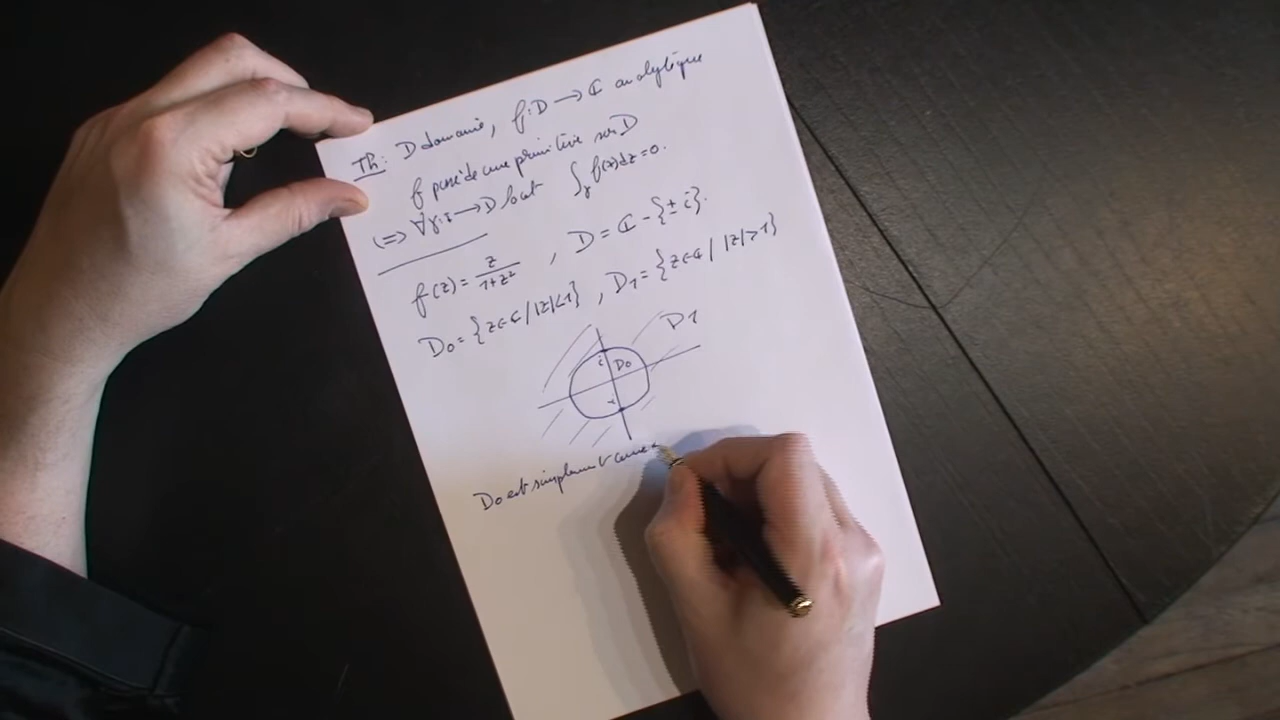 Th: D domaine, f: D → ℂ analytique
f possède une primitive sur D
(=> ∀γ: I → D lacet ∫γ f(z)dz = 0.
f(z) = z/1+z² , D = ℂ - {± i}.
D0 = {z ∈ ℂ / |z| < 1} , D1 = {z ∈ ℂ / |z| > 1}
D1
i D0
-i
D0 est simplement conne